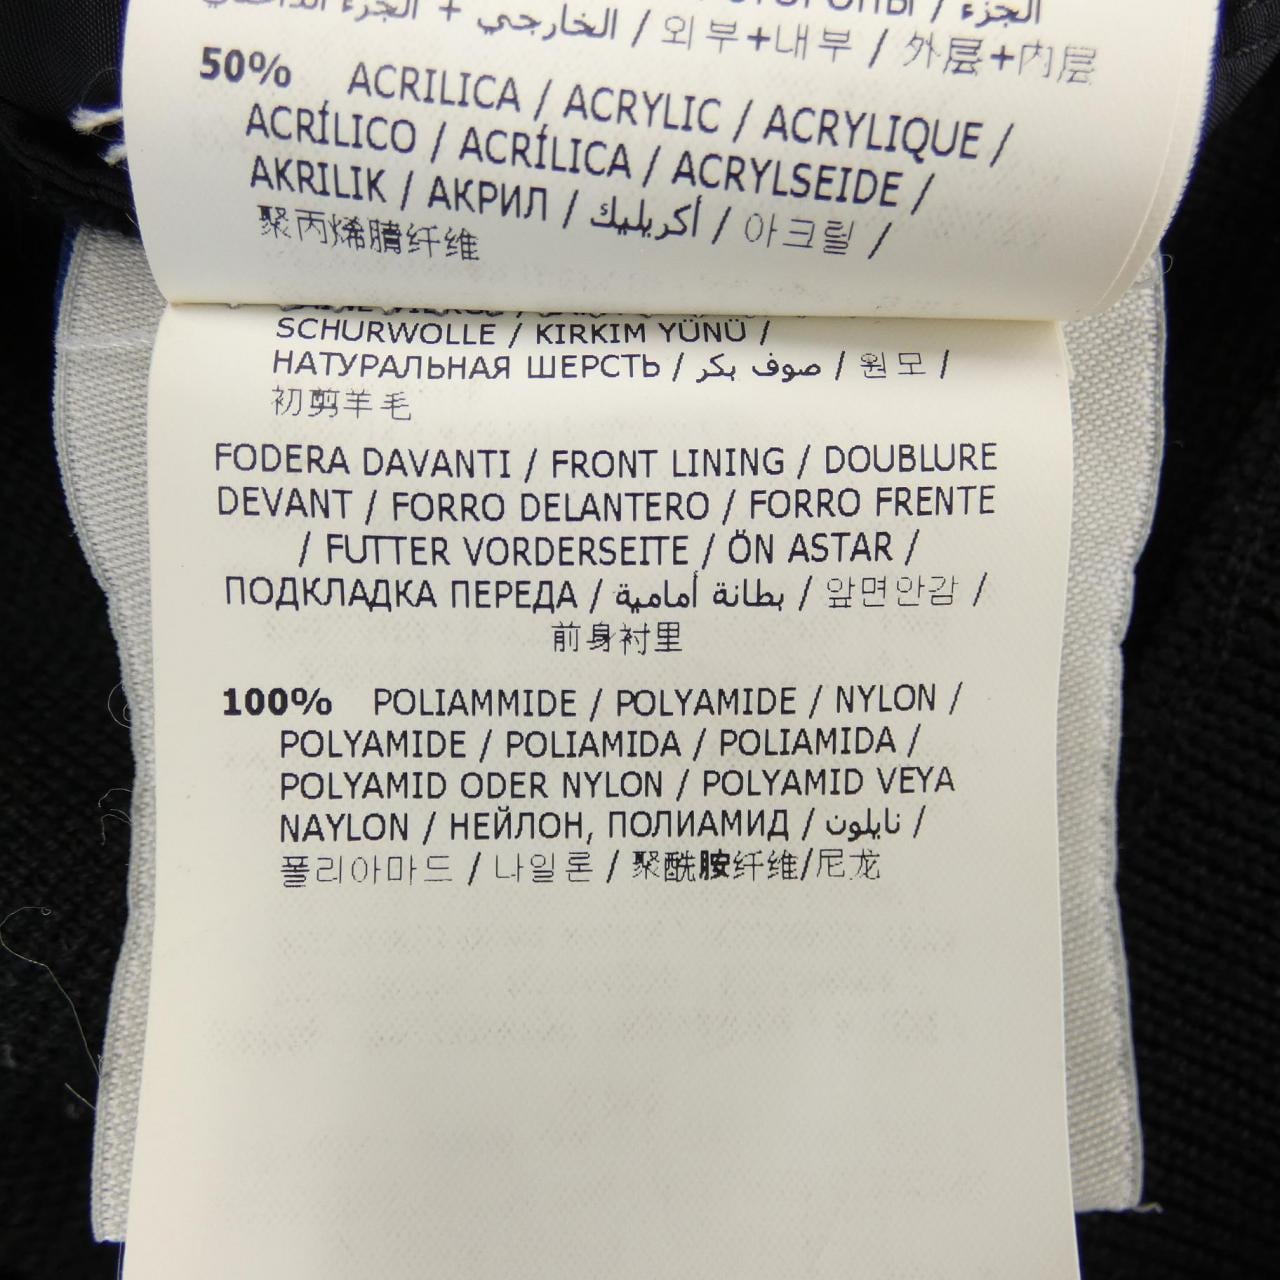 الجزء /
الخارجي + الجزء الداخلي / 외부+내부 / 外层+内层
50% ACRILICA / ACRYLIC / ACRYLIQUE /
ACRÍLICO / ACRÍLICA / ACRYLSEIDE /
AKRILIK / АКРИЛ / أكريليك / 아크릴 /
聚丙烯腈纤维
SCHURWOLLE / KIRKIM YÜNÜ /
НАТУРАЛЬНАЯ ШЕРСТЬ / صوف بكر / 원모 /
初剪羊毛
FODERA DAVANTI / FRONT LINING / DOUBLURE
DEVANT / FORRO DELANTERO / FORRO FRENTE
/ FUTTER VORDERSEITE / ÖN ASTAR /
ПОДКЛАДКА ПЕРЕДА / بطانة أمامية / 앞면안감 /
前身衬里
100% POLIAMMIDE / POLYAMIDE / NYLON /
POLYAMIDE / POLIAMIDA / POLIAMIDA /
POLYAMID ODER NYLON / POLYAMID VEYA
NAYLON / НЕЙЛОН, ПОЛИАМИД / نايلون /
폴리아마드 / 나일론 / 聚酰胺纤维/尼龙